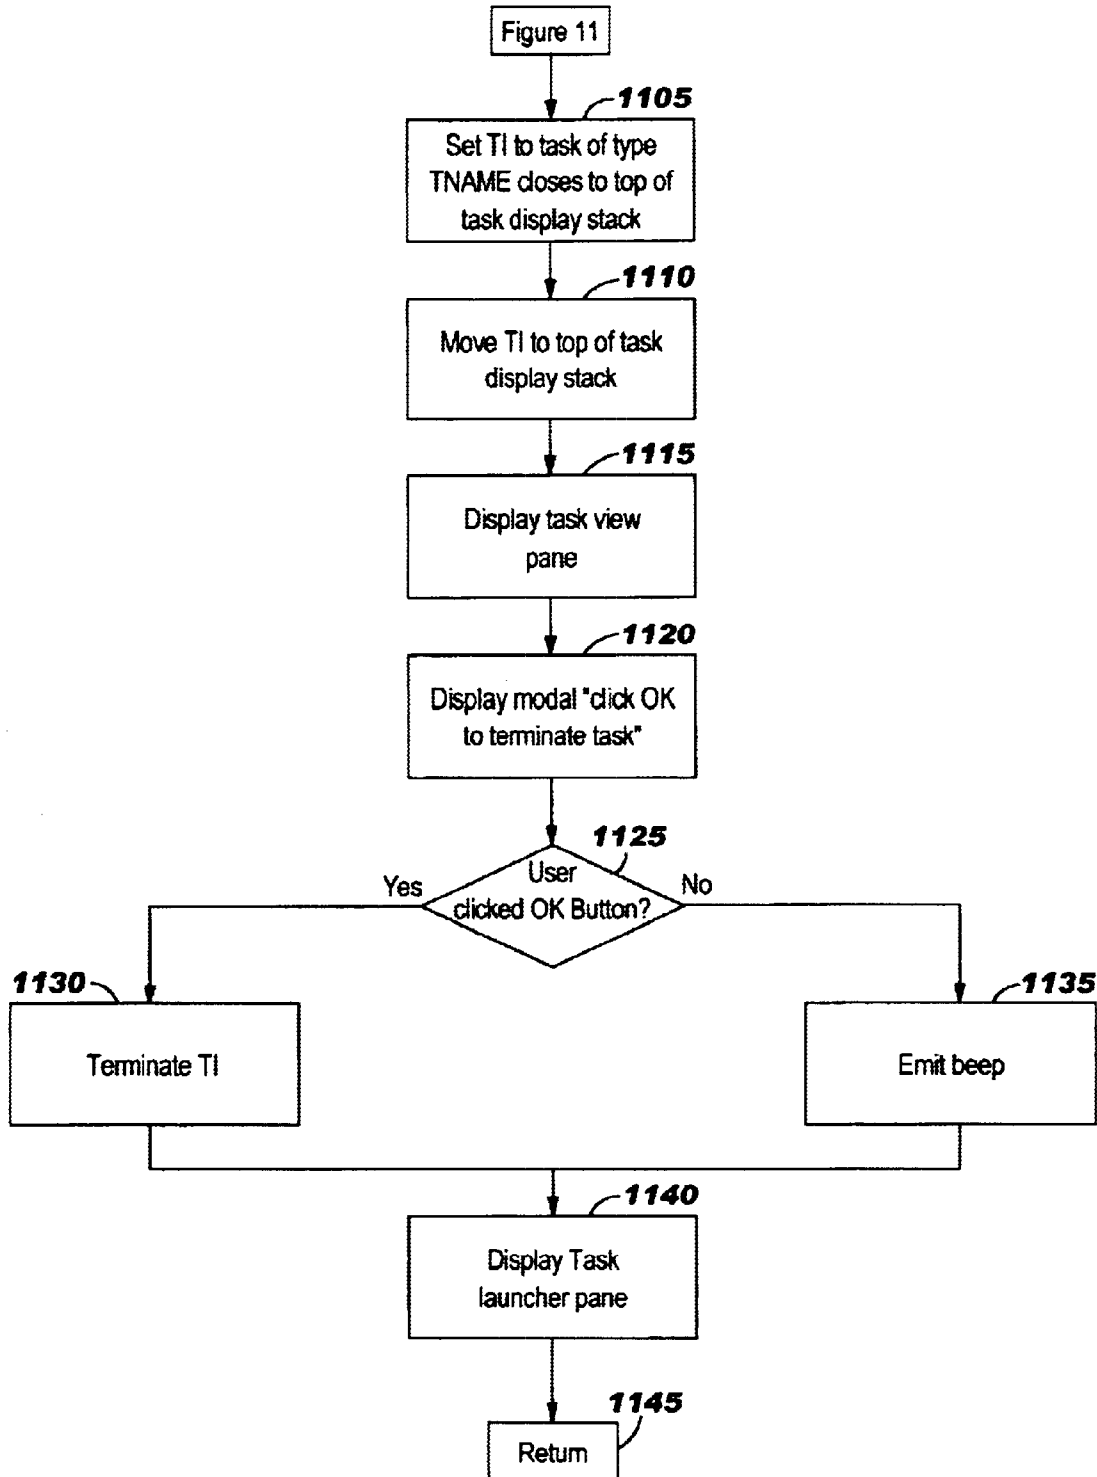 Figure 11
1105
Set TI to task of type
TNAME closes to top of
task display stack
1110
Move TI to top of task
display stack
1115
Display task view
pane
1120
Display modal "click OK
to terminate task"
1125
User
clicked OK Button?
Yes
No
1130
Terminate TI
1135
Emit beep
1140
Display Task
launcher pane
1145
Return